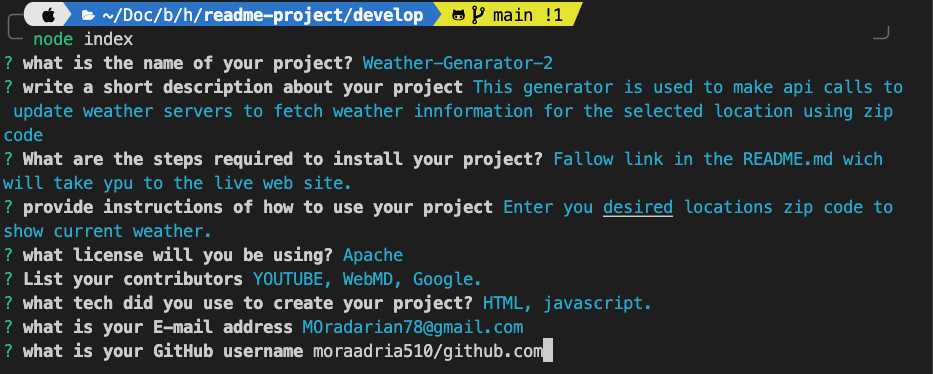 ~/Doc/b/h/readme-project/develop main !1
node index
? what is the name of your project? Weather-Genarator-2
? write a short description about your project This generator is used to make api calls to
update weather servers to fetch weather innformation for the selected location using zip
code
? What are the steps required to install your project? Fallow link in the README.md wich
will take ypu to the live web site.
? provide instructions of how to use your project Enter you desired locations zip code to
show current weather.
? what license will you be using? Apache
? List your contributors YOUTUBE, WebMD, Google.
? what tech did you use to create your project? HTML, javascript.
? what is your E-mail address MOradarian78@gmail.com
? what is your GitHub username moraadria510/github.com